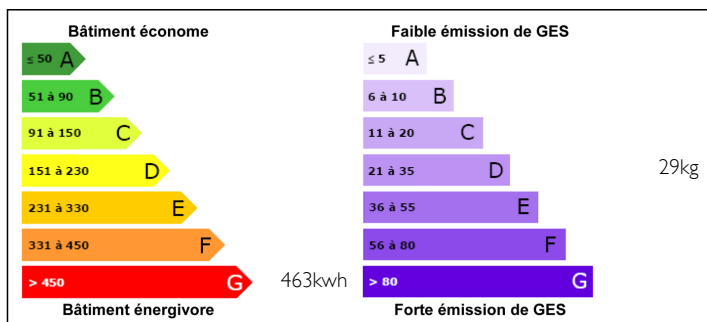 Bâtiment économe
≤ 50 A
51 à 90 B
91 à 150 C
151 à 230 D
231 à 330 E
331 à 450 F
> 450 G
463kwh
Bâtiment énergivore
Faible émission de GES
≤ 5 A
6 à 10 B
11 à 20 C
21 à 35 D
29kg
36 à 55 E
56 à 80 F
> 80 G
Forte émission de GES